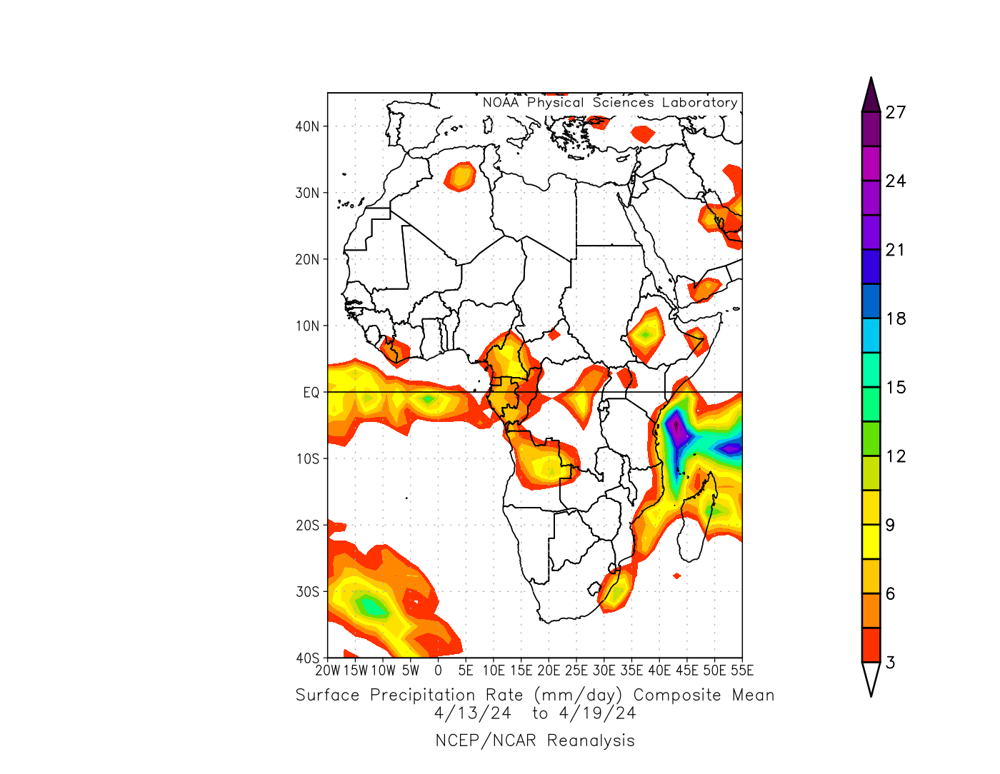 NOAA Physical Sciences Laboratory
40N
30N
20N
10N
EQ
10S
20S
30S
40S
20W 15W 10W 5W 0 5E 10E 15E 20E 25E 30E 35E 40E 45E 50E 55E
27
24
21
18
15
12
9
6
3
Surface Precipitation Rate (mm/day) Composite Mean
4/13/24 to 4/19/24
NCEP/NCAR Reanalysis